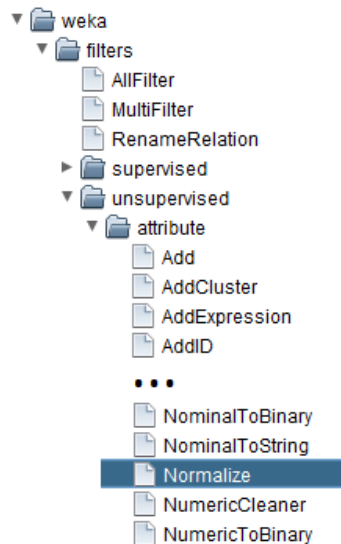 weka
filters
AllFilter
MultiFilter
RenameRelation
supervised
unsupervised
attribute
Add
AddCluster
AddExpression
AddID
...
NominalToBinary
NominalToString
Normalize
NumericCleaner
NumericToBinary